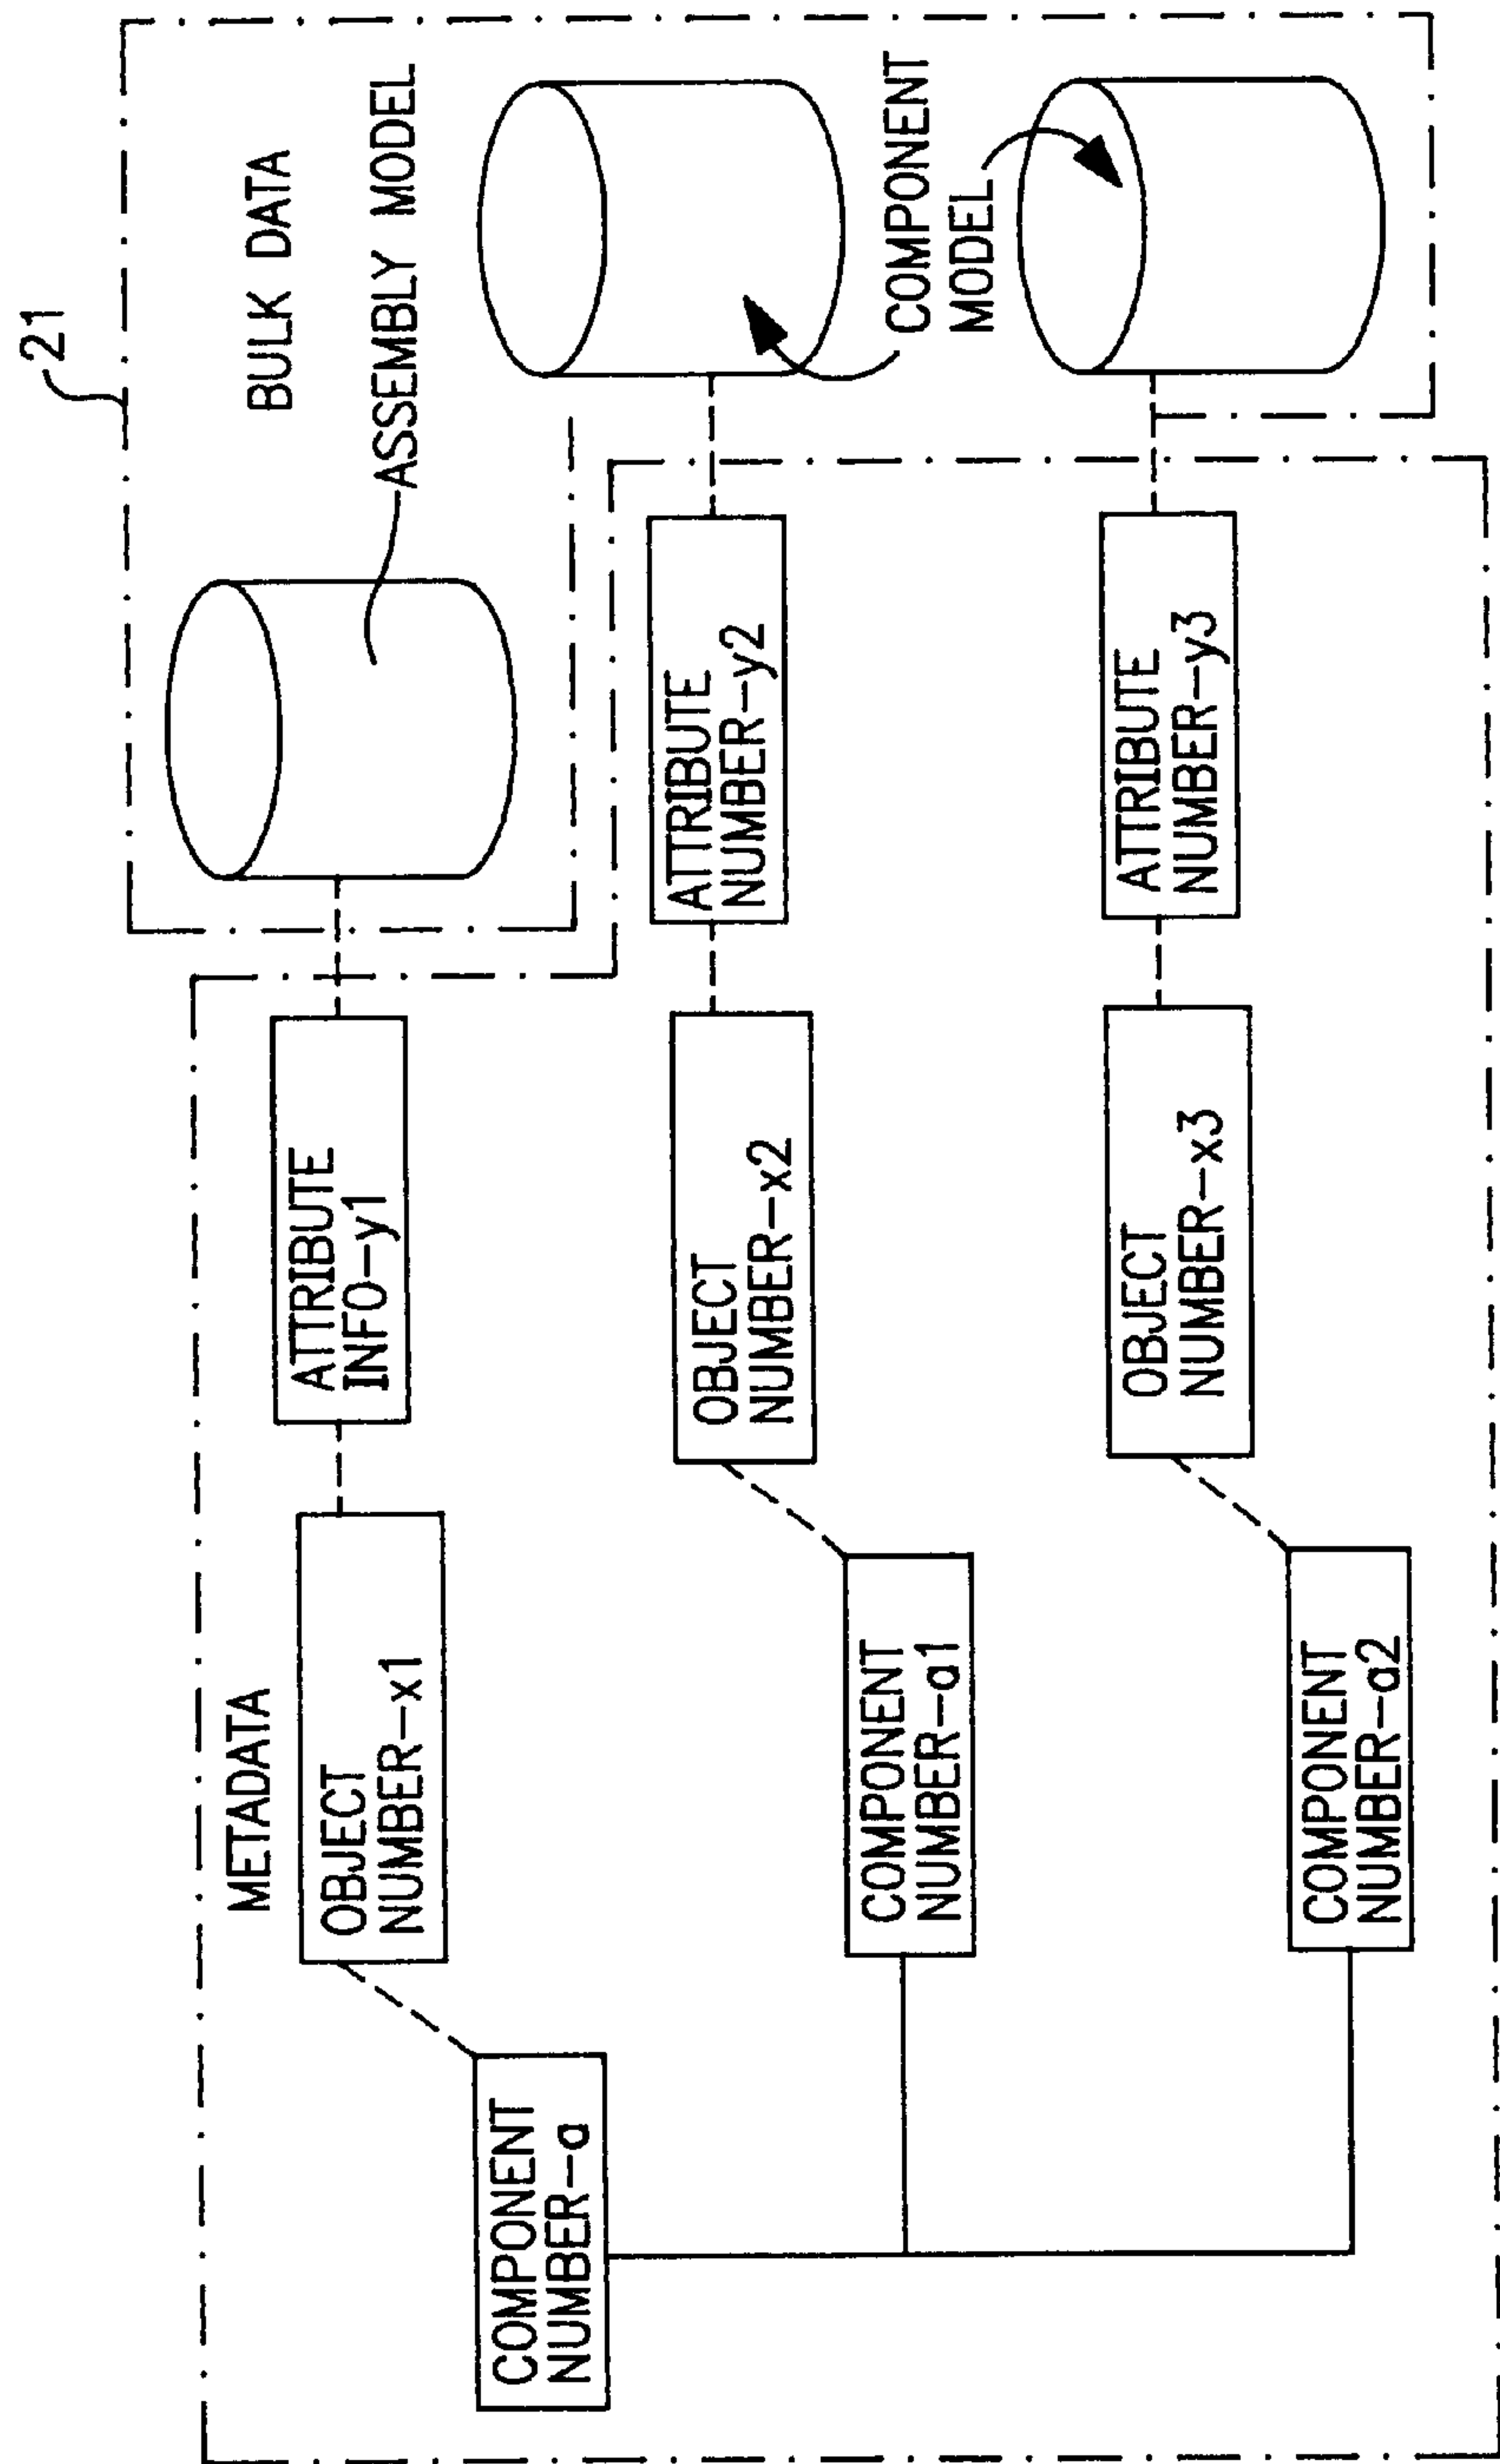 21
BULK DATA
ASSEMBLY MODEL
METADATA
OBJECT
NUMBER-x1
ATTRIBUTE
INFO-y1
COMPONENT
NUMBER-a
OBJECT
NUMBER-x2
ATTRIBUTE
NUMBER-y2
COMPONENT
NUMBER-a1
COMPONENT
MODEL
OBJECT
NUMBER-x3
ATTRIBUTE
NUMBER-y3
COMPONENT
NUMBER-a2